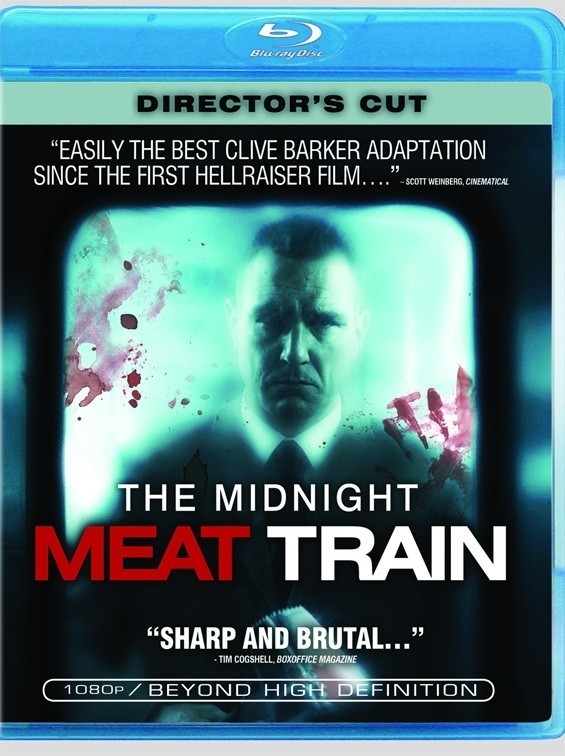 Blu-ray Disc
DIRECTOR'S CUT
“EASILY THE BEST CLIVE BARKER ADAPTATION
SINCE THE FIRST HELLRAISER FILM....” – SCOTT WEINBERG, CINEMATICAL
THE MIDNIGHT
MEAT TRAIN
“SHARP AND BRUTAL...”
- TIM COGSHELL, BOXOFFICE MAGAZINE
1080P / BEYOND HIGH DEFINITION